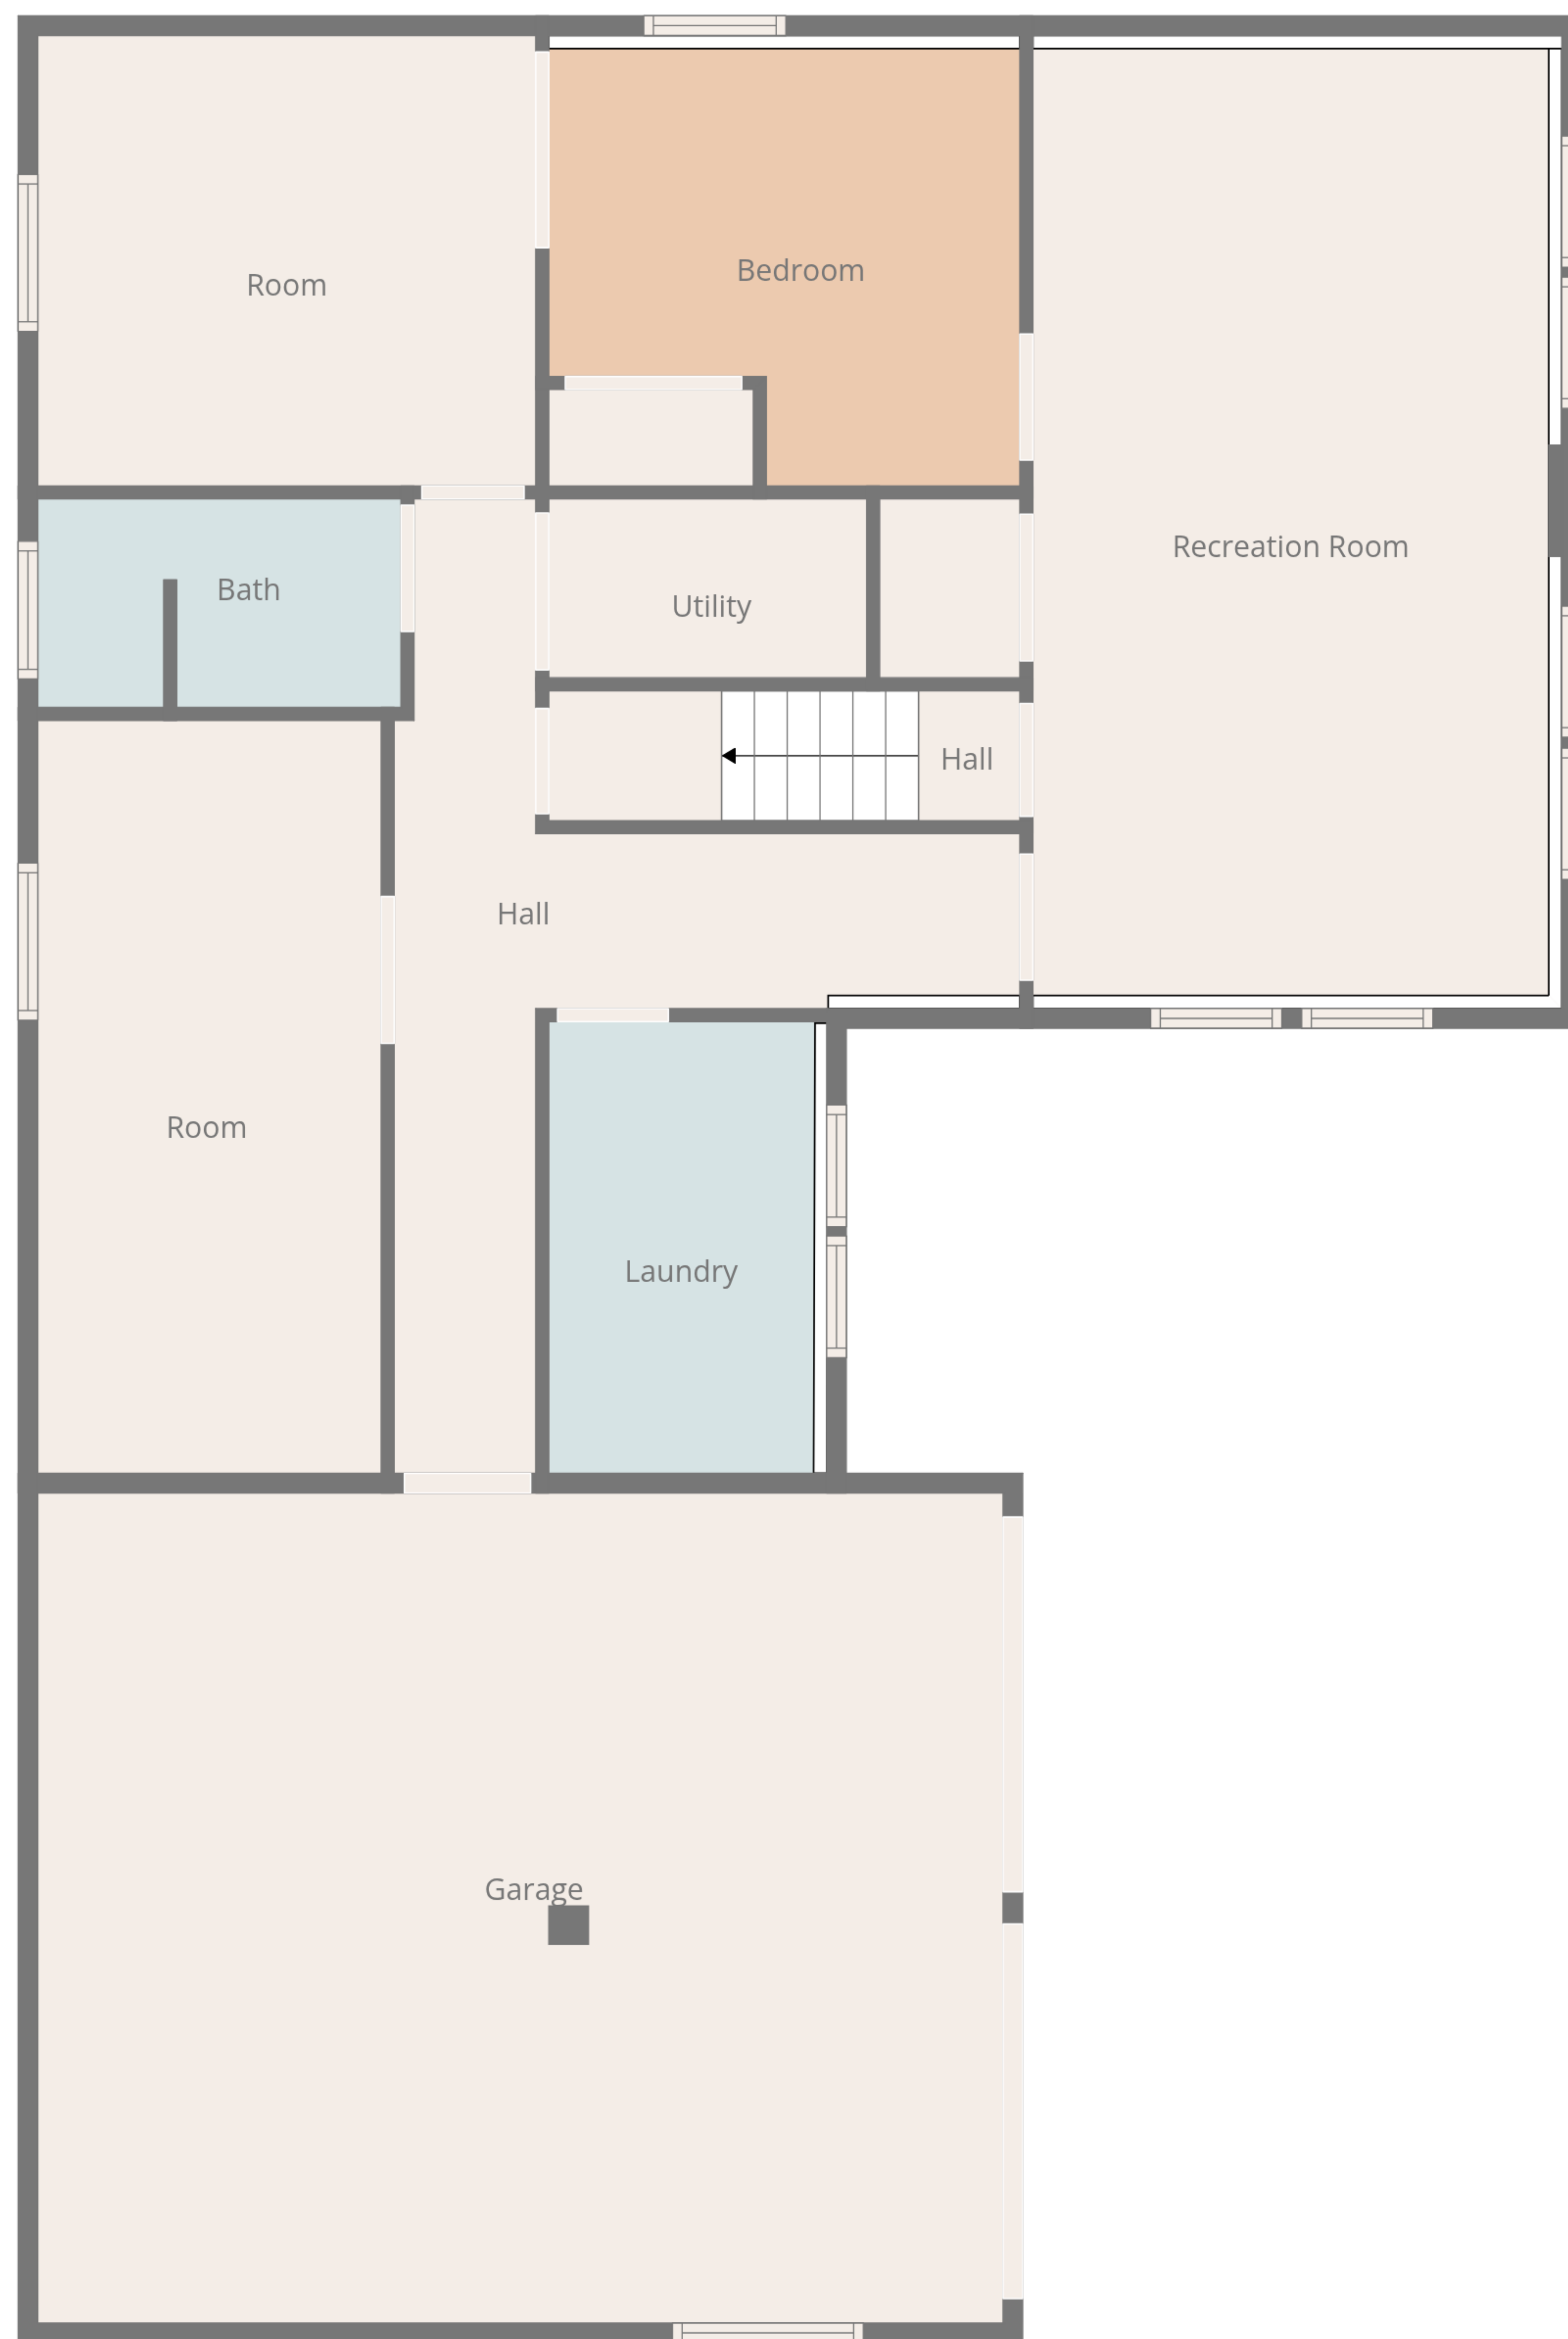 Bedroom
Room
Recreation Room
Bath
Utility
Hall
Hall
Room
Laundry
Garage